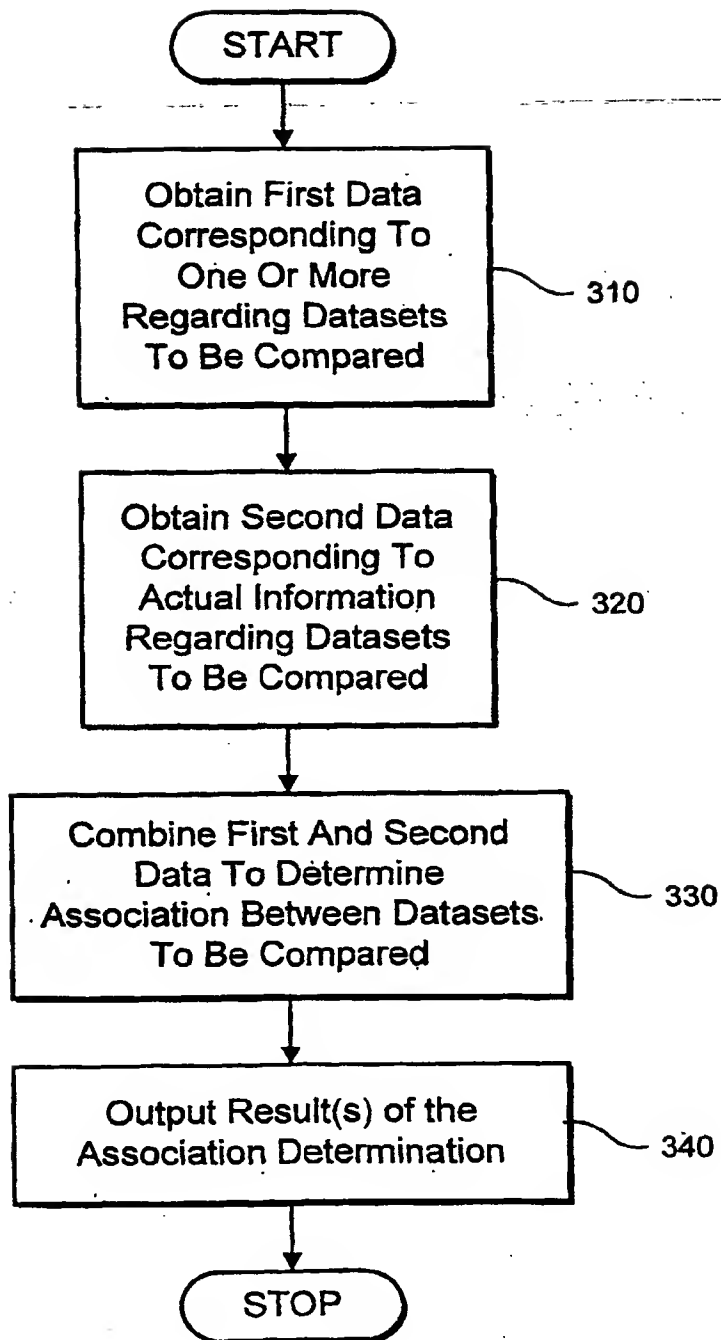 START
Obtain First Data
Corresponding To
One Or More
Regarding Datasets
To Be Compared
310
Obtain Second Data
Corresponding To
Actual Information
Regarding Datasets
To Be Compared
320
Combine First And Second
Data To Determine
Association Between Datasets
To Be Compared
330
Output Result(s) of the
Association Determination
340
STOP